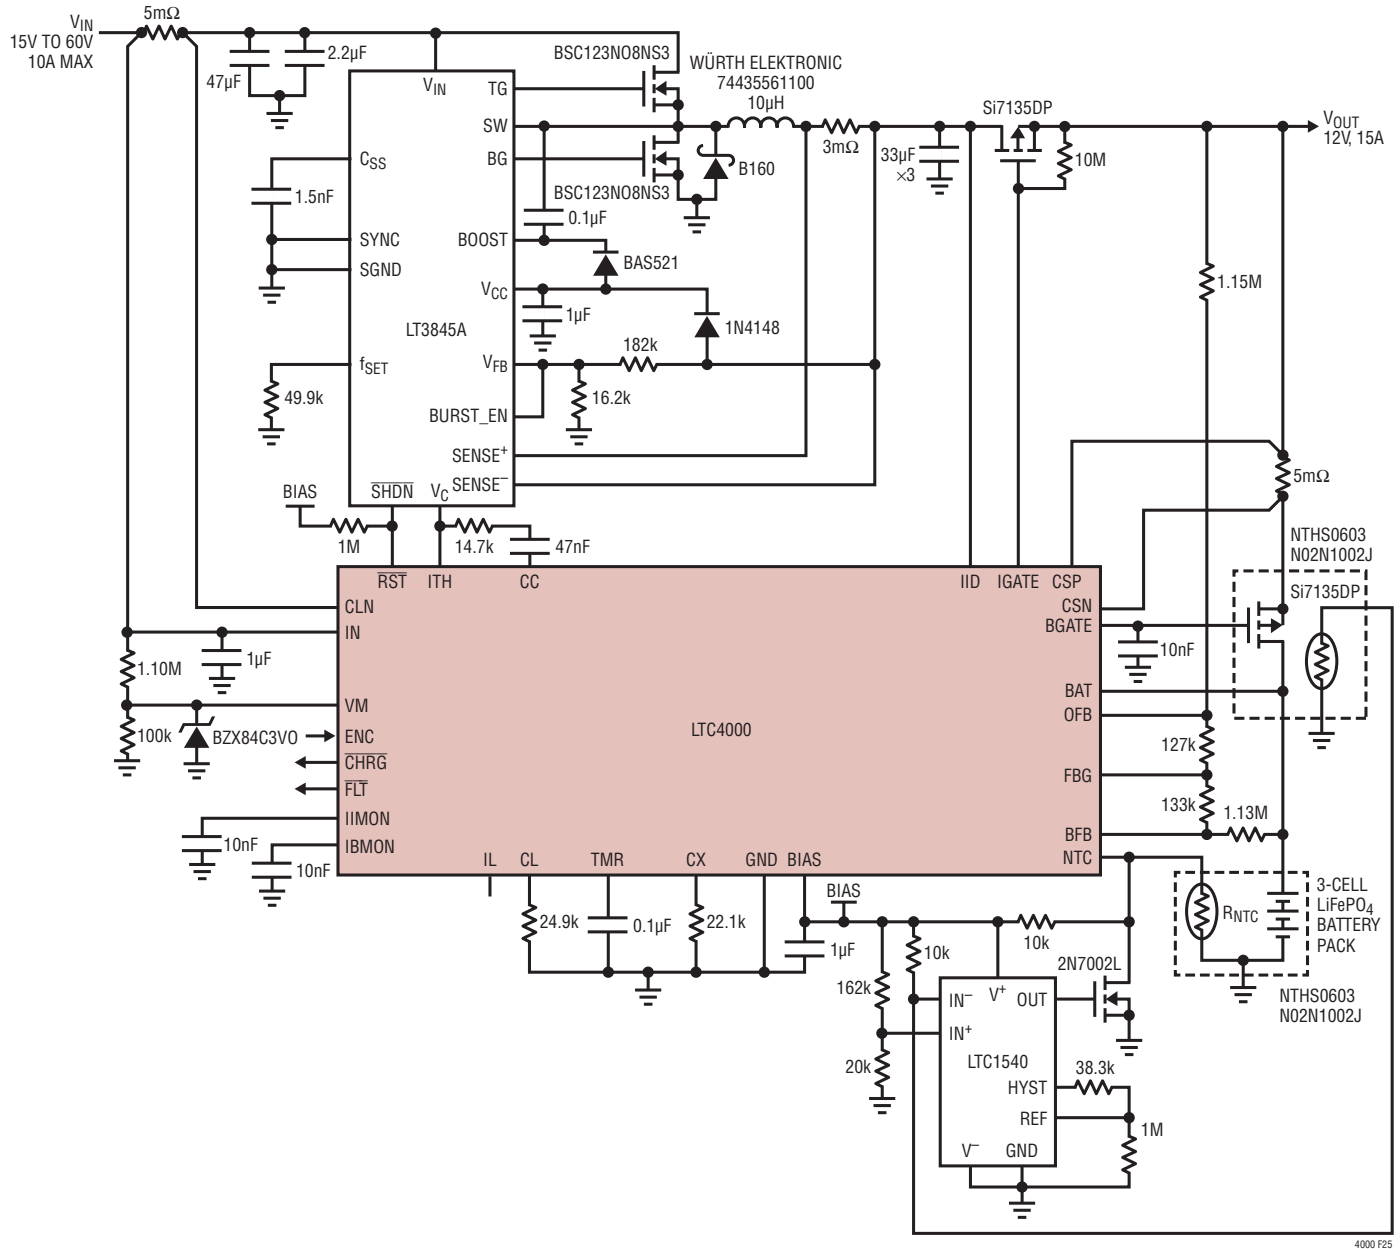 V_IN
15V TO 60V
10A MAX
5mΩ
47µF
2.2µF
V_IN
TG
SW
BG
BSC123NO8NS3
BSC123NO8NS3
WÜRTH ELEKTRONIC
74435561100
10µH
B160
3mΩ
33µF
×3
Si7135DP
10M
V_OUT
12V, 15A
C_SS
1.5nF
SYNC
SGND
0.1µF
BOOST
BAS521
V_CC
1µF
1N4148
LT3845A
f_SET
49.9k
V_FB
182k
16.2k
BURST_EN
SENSE+
SENSE–
1.15M
5mΩ
SHDN
V_C
BIAS
1M
14.7k
47nF
NTHS0603
N02N1002J
Si7135DP
RST
ITH
CC
IID
IGATE
CSP
CLN
CSN
IN
BGATE
1µF
10nF
1.10M
BAT
VM
OFB
100k
BZX84C3VO
ENC
LTC4000
127k
CHRG
FBG
FLT
133k
1.13M
IIMON
BFB
10nF
IBMON
NTC
10nF
IL
CL
TMR
CX
GND
BIAS
24.9k
0.1µF
22.1k
1µF
BIAS
10k
10k
162k
20k
R_NTC
3-CELL
LiFePO4
BATTERY
PACK
NTHS0603
N02N1002J
2N7002L
IN–
V+
OUT
IN+
LTC1540
HYST
38.3k
REF
1M
V–
GND
4000 F25